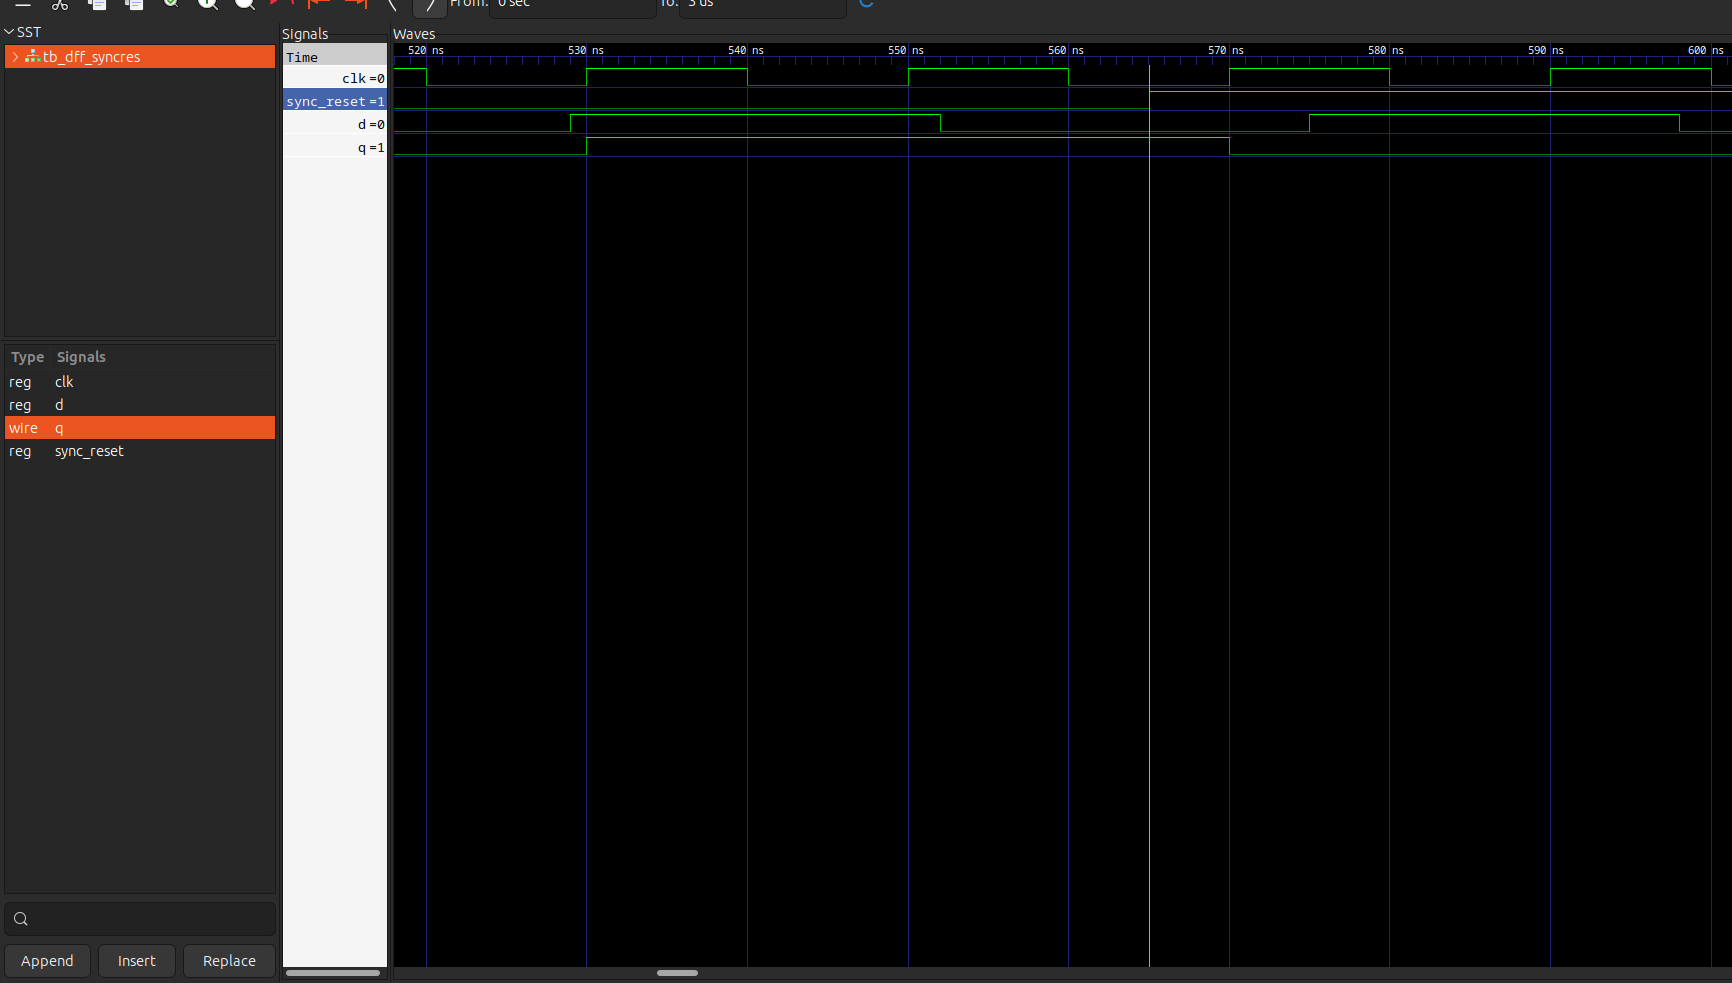 From: 0 sec To: 3 us
SST
tb_dff_syncres
Type Signals
reg clk
reg d
wire q
reg sync_reset
Append Insert Replace
Signals
Time
clk =0
sync_reset =1
d =0
q =1
Waves
520 ns 530 ns 540 ns 550 ns 560 ns 570 ns 580 ns 590 ns 600 ns